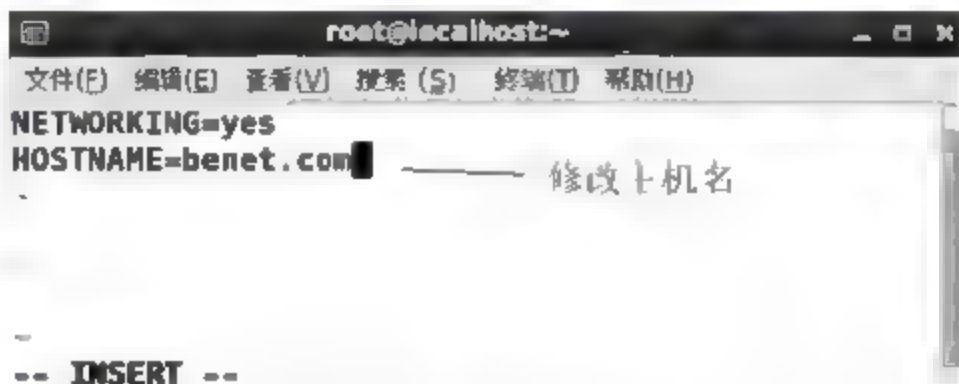 root@localhost:~
文件(F) 编辑(E) 查看(V) 搜索 (S) 终端(T) 帮助(H)
NETWORKING=yes
HOSTNAME=benet.com
修改主机名
-- INSERT --